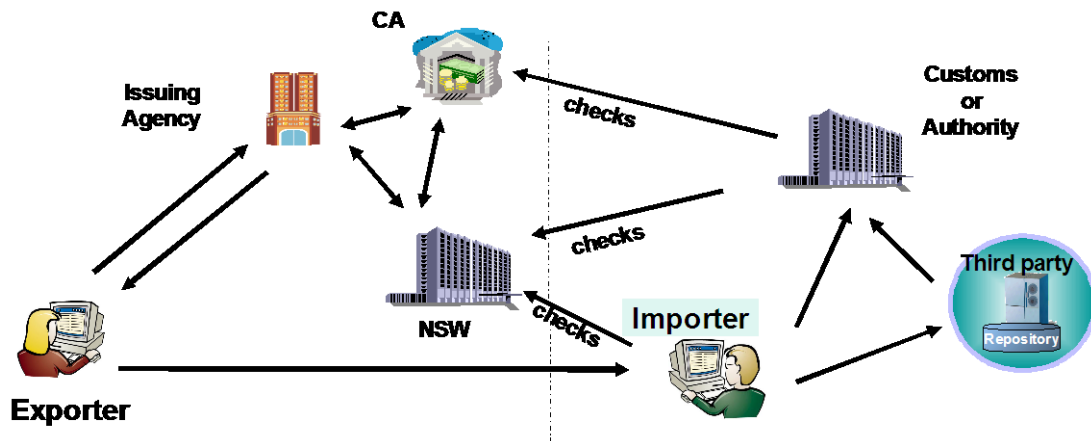 CA
Issuing
Agency
Customs
or
Authority
checks
checks
checks
NSW
Importer
Third party
Repository
Exporter